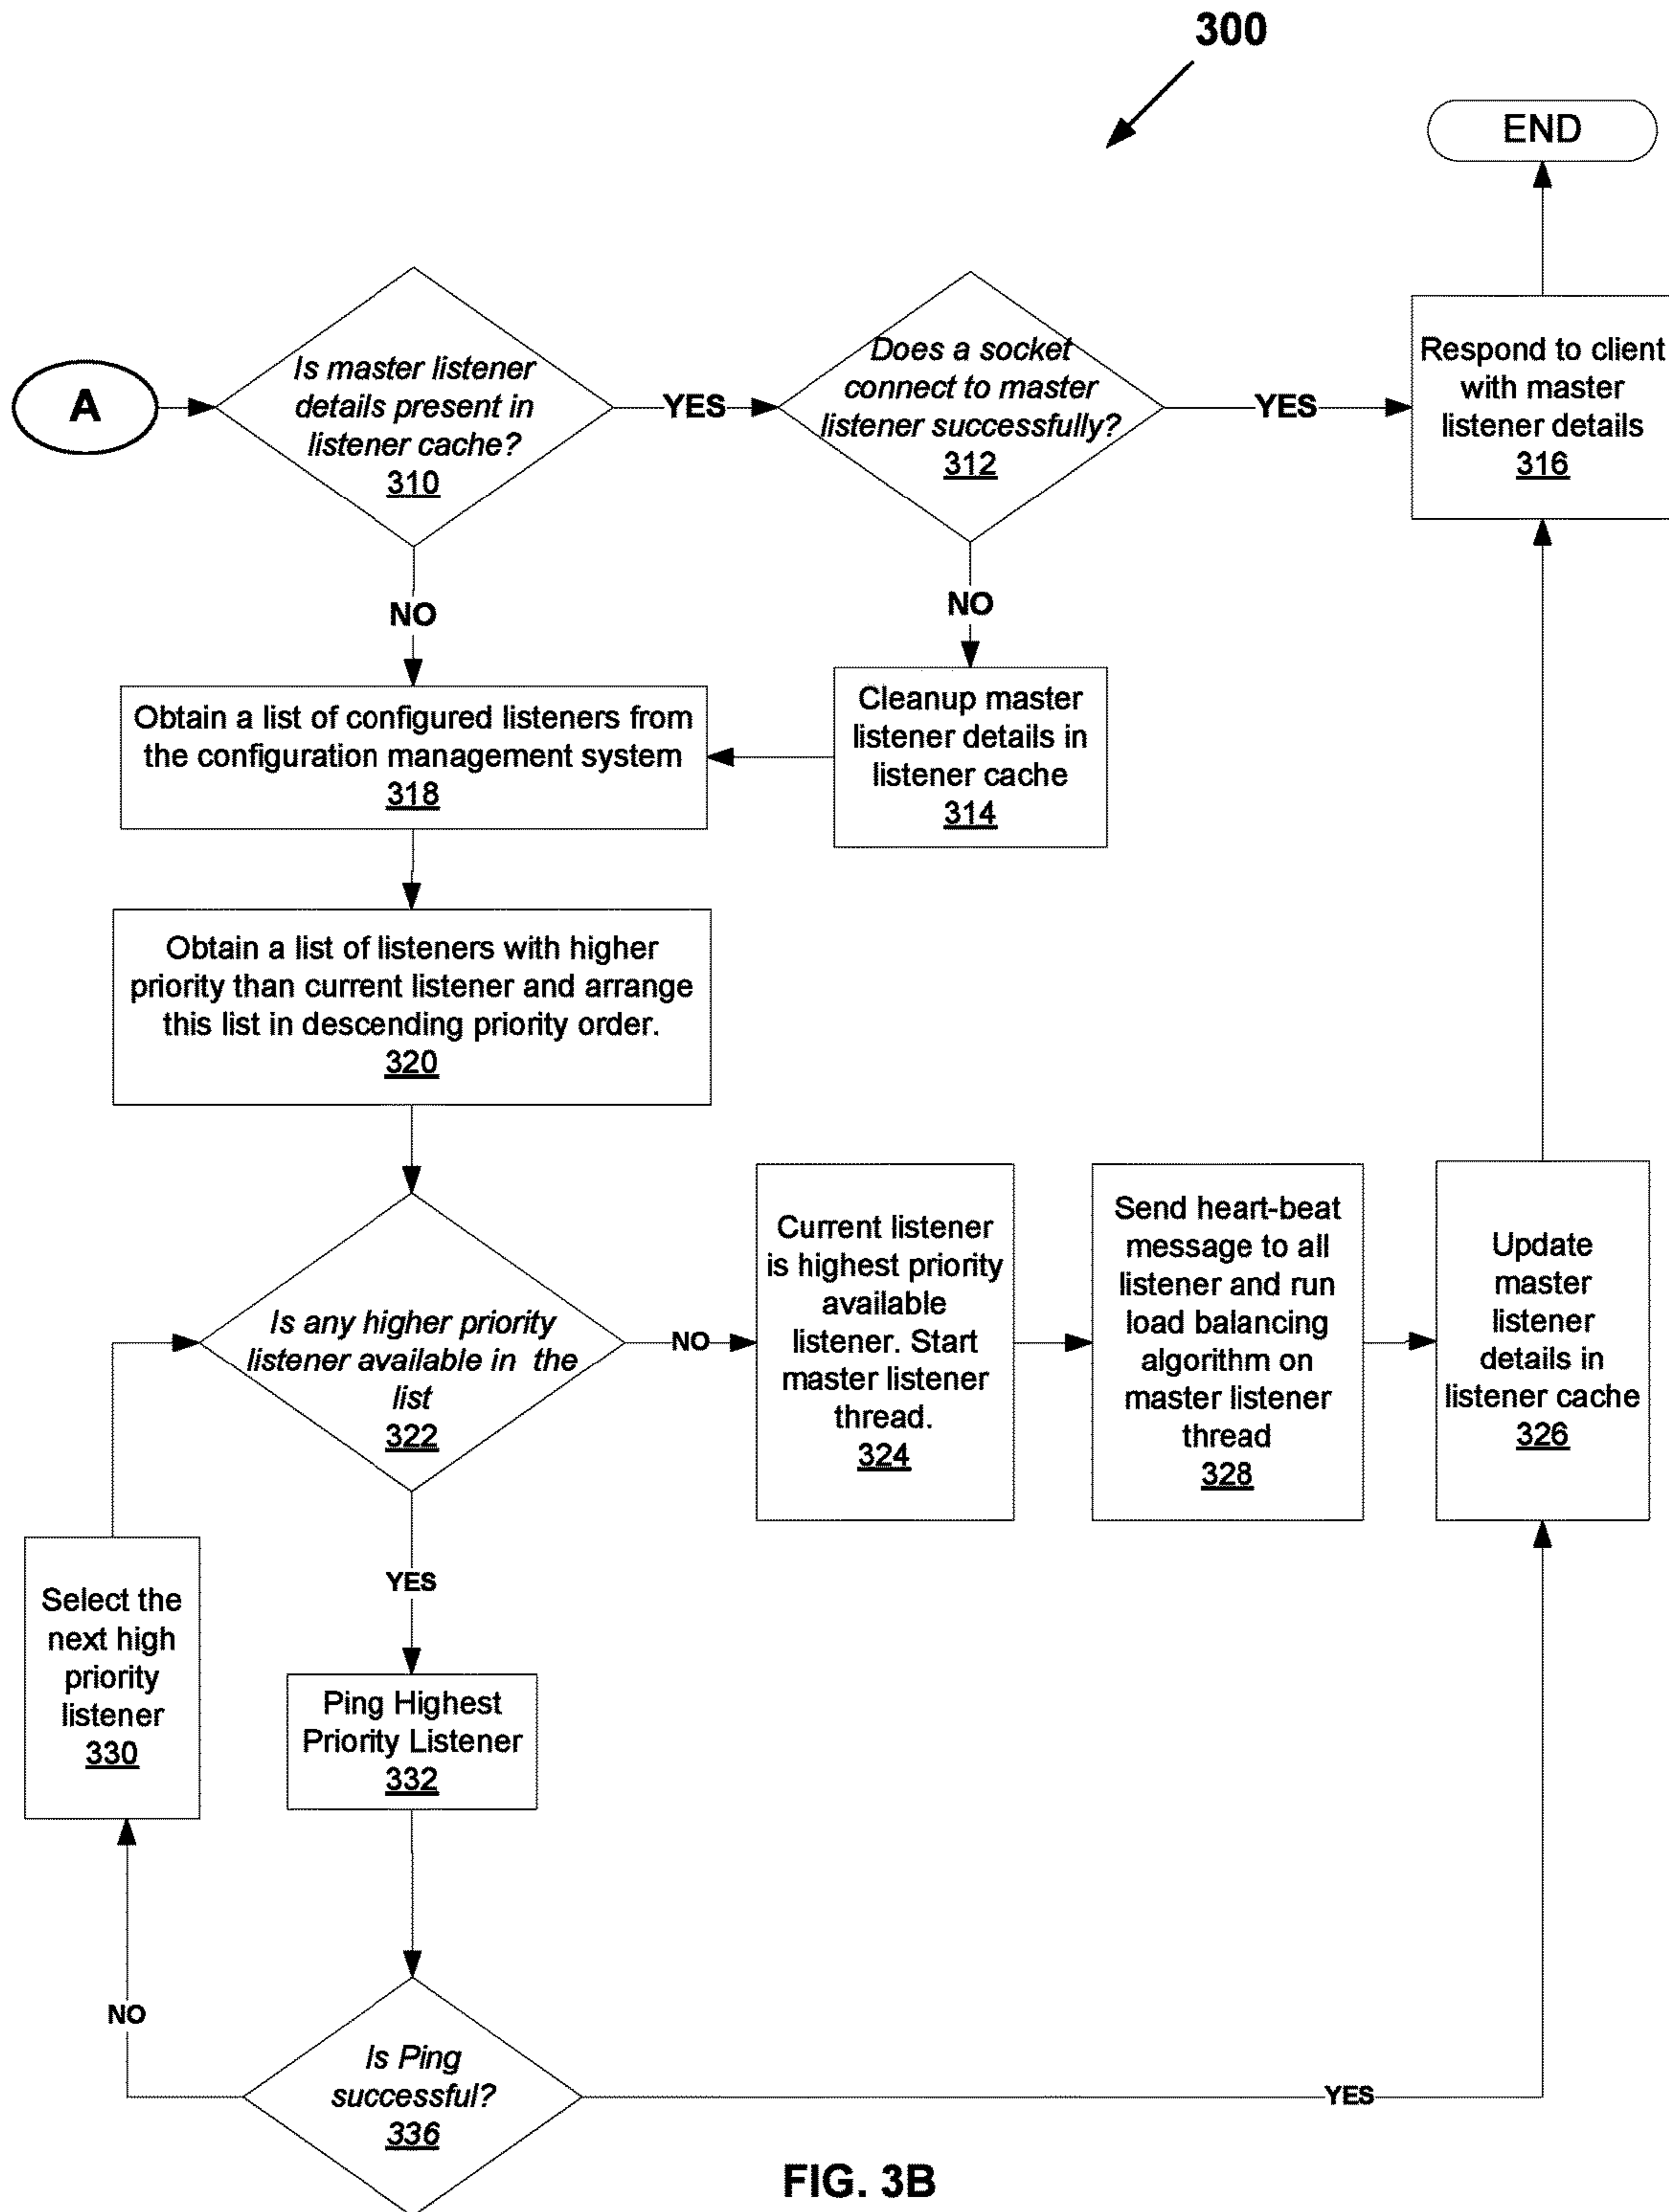 300
END
A
Is master listener
details present in
listener cache?
310
YES
Does a socket
connect to master
listener successfully?
312
YES
Respond to client
with master
listener details
316
NO
NO
Obtain a list of configured listeners from
the configuration management system
318
Cleanup master
listener details in
listener cache
314
Obtain a list of listeners with higher
priority than current listener and arrange
this list in descending priority order.
320
Is any higher priority
listener available in the
list
322
NO
Current listener
is highest priority
available
listener. Start
master listener
thread.
324
Send heart-beat
message to all
listener and run
load balancing
algorithm on
master listener
thread
328
Update
master
listener
details in
listener cache
326
YES
Select the
next high
priority
listener
330
Ping Highest
Priority Listener
332
NO
Is Ping
successful?
336
YES
FIG. 3B